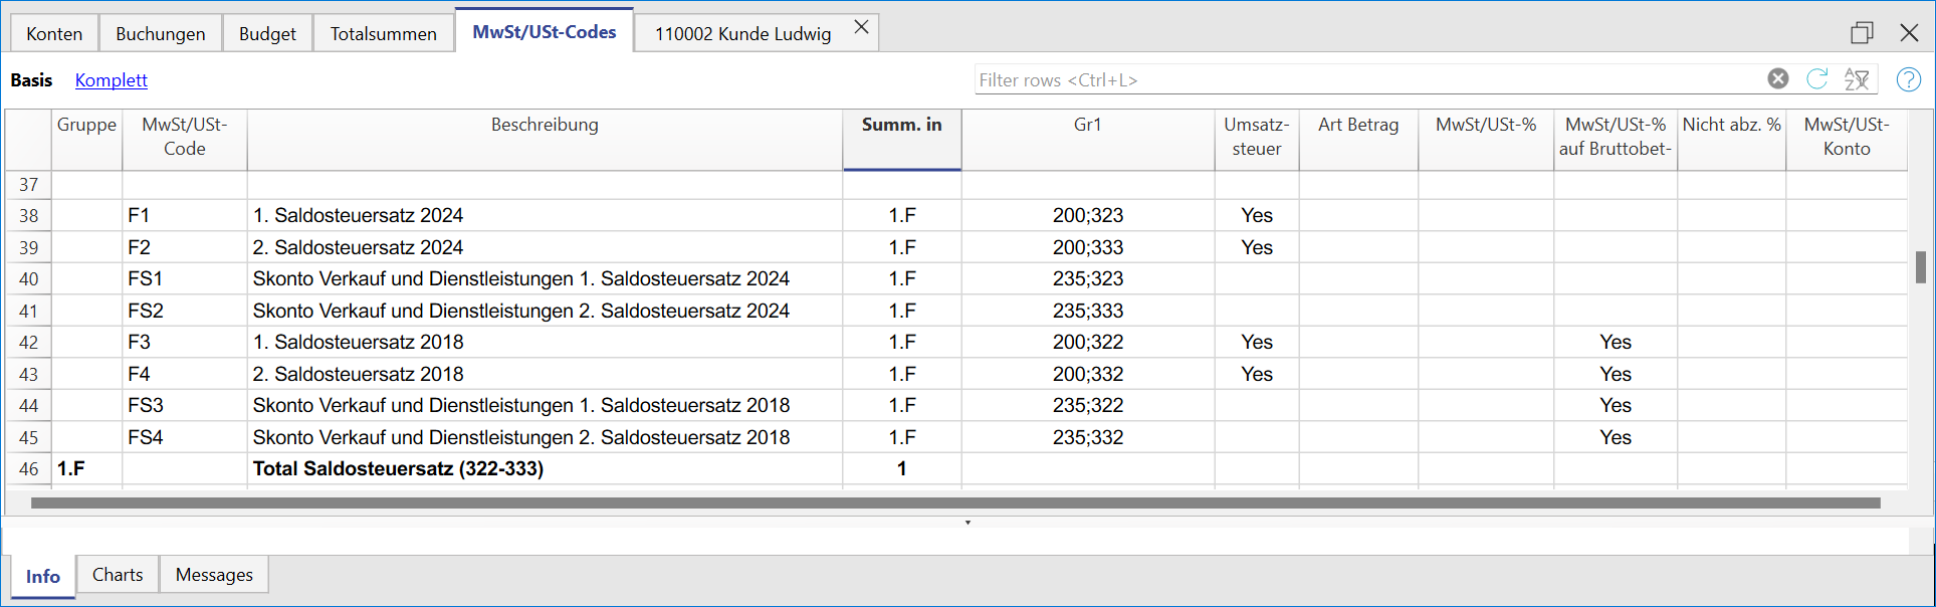 Konten Buchungen Budget Totalsummen MwSt/USt-Codes 110002 Kunde Ludwig
Basis Komplett Filter rows <Ctrl+L>
Gruppe MwSt/USt-Code Beschreibung Summ. in Gr1 Umsatz-steuer Art Betrag MwSt/USt-% MwSt/USt-% auf Bruttobet- Nicht abz. % MwSt/USt-Konto
37
38 F1 1. Saldosteuersatz 2024 1.F 200;323 Yes
39 F2 2. Saldosteuersatz 2024 1.F 200;333 Yes
40 FS1 Skonto Verkauf und Dienstleistungen 1. Saldosteuersatz 2024 1.F 235;323
41 FS2 Skonto Verkauf und Dienstleistungen 2. Saldosteuersatz 2024 1.F 235;333
42 F3 1. Saldosteuersatz 2018 1.F 200;322 Yes Yes
43 F4 2. Saldosteuersatz 2018 1.F 200;332 Yes Yes
44 FS3 Skonto Verkauf und Dienstleistungen 1. Saldosteuersatz 2018 1.F 235;322 Yes
45 FS4 Skonto Verkauf und Dienstleistungen 2. Saldosteuersatz 2018 1.F 235;332 Yes
46 1.F Total Saldosteuersatz (322-333) 1
Info Charts Messages